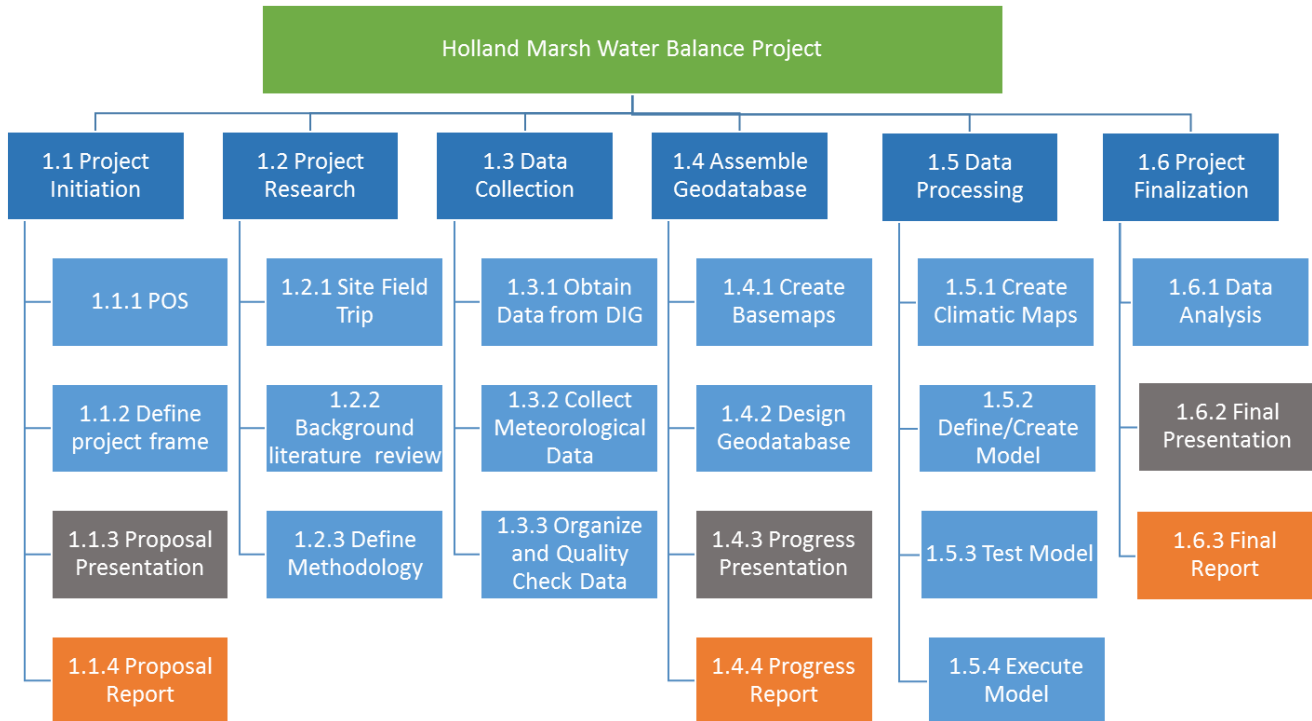 Holland Marsh Water Balance Project
1.1 Project
Initiation
1.2 Project
Research
1.3 Data
Collection
1.4 Assemble
Geodatabase
1.5 Data
Processing
1.6 Project
Finalization
1.1.1 POS
1.2.1 Site Field
Trip
1.3.1 Obtain
Data from DIG
1.4.1 Create
Basemaps
1.5.1 Create
Climatic Maps
1.6.1 Data
Analysis
1.1.2 Define
project frame
1.2.2
Background
literature review
1.3.2 Collect
Meteorological
Data
1.4.2 Design
Geodatabase
1.5.2
Define/Create
Model
1.6.2 Final
Presentation
1.1.3 Proposal
Presentation
1.2.3 Define
Methodology
1.3.3 Organize
and Quality
Check Data
1.4.3 Progress
Presentation
1.5.3 Test Model
1.6.3 Final
Report
1.1.4 Proposal
Report
1.4.4 Progress
Report
1.5.4 Execute
Model